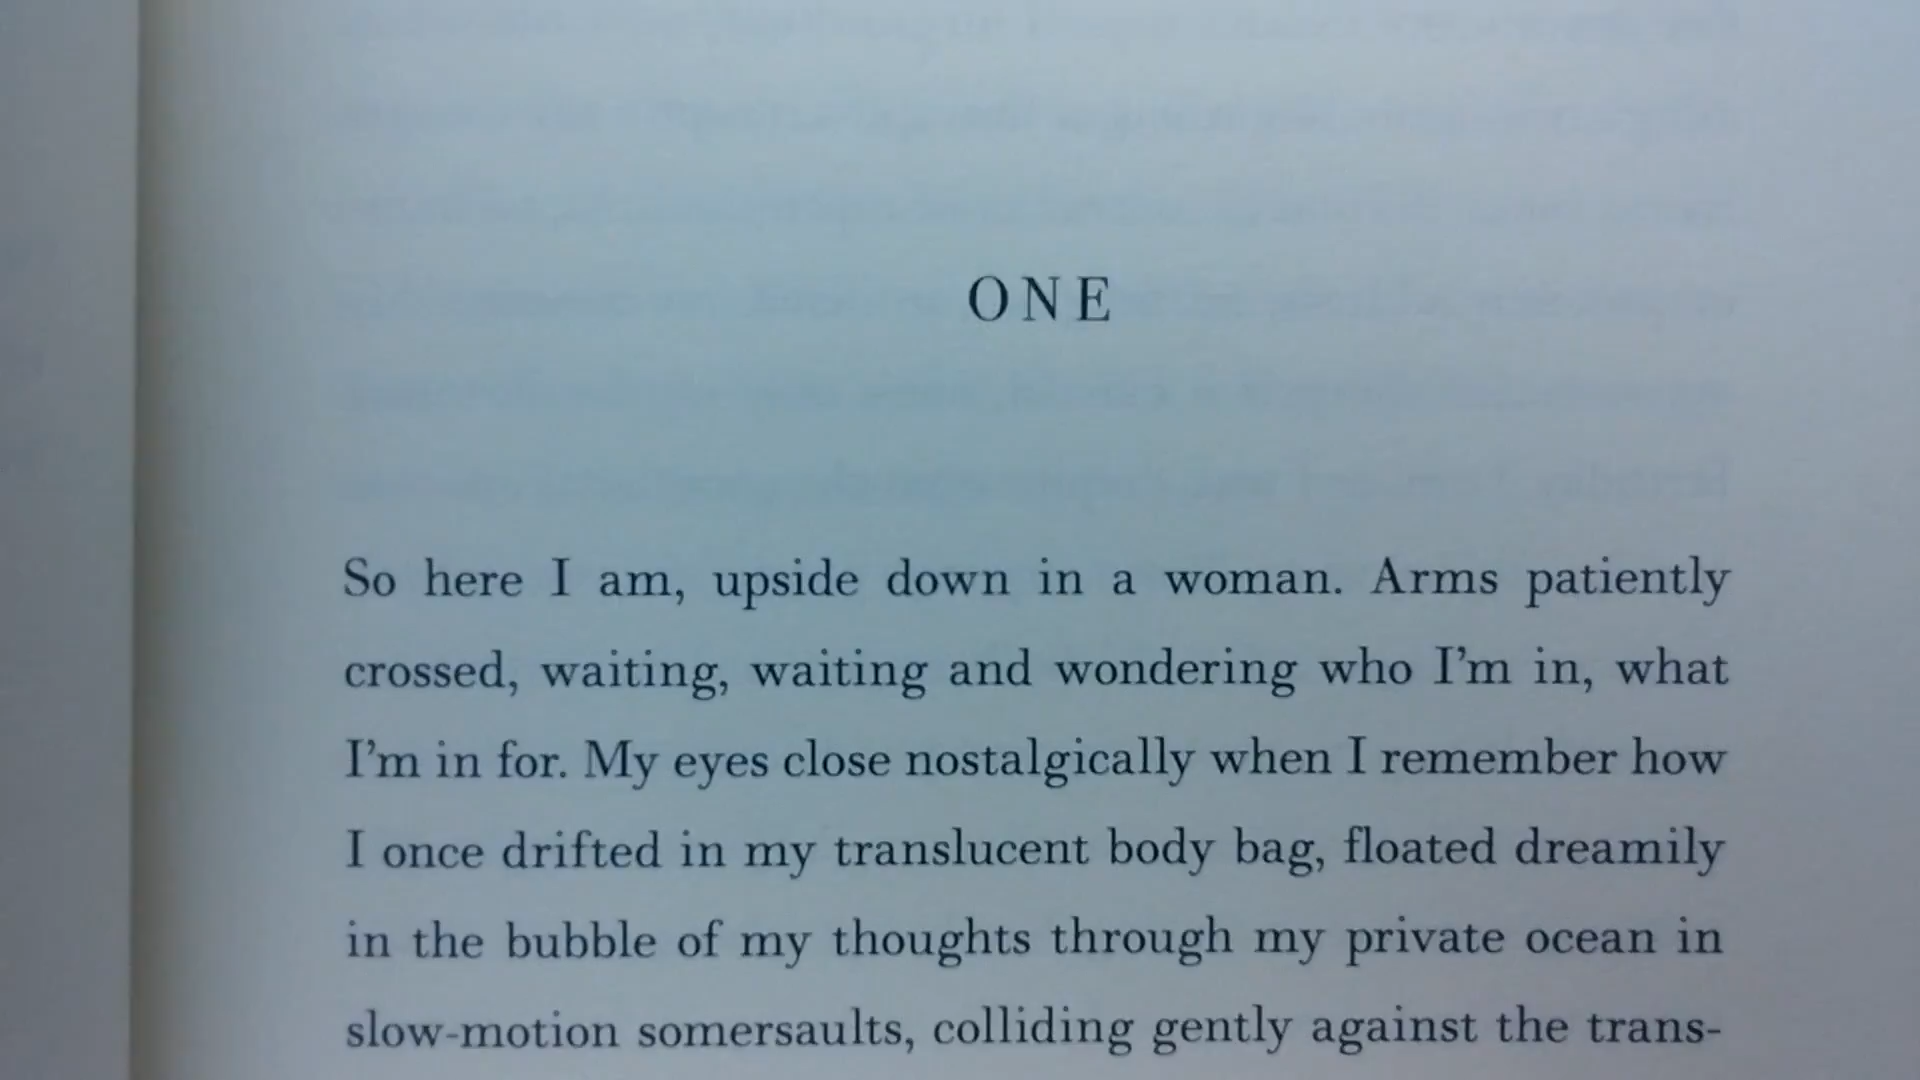 ONE
So here I am, upside down in a woman. Arms patiently
crossed, waiting, waiting and wondering who I’m in, what
I’m in for. My eyes close nostalgically when I remember how
I once drifted in my translucent body bag, floated dreamily
in the bubble of my thoughts through my private ocean in
slow-motion somersaults, colliding gently against the trans-